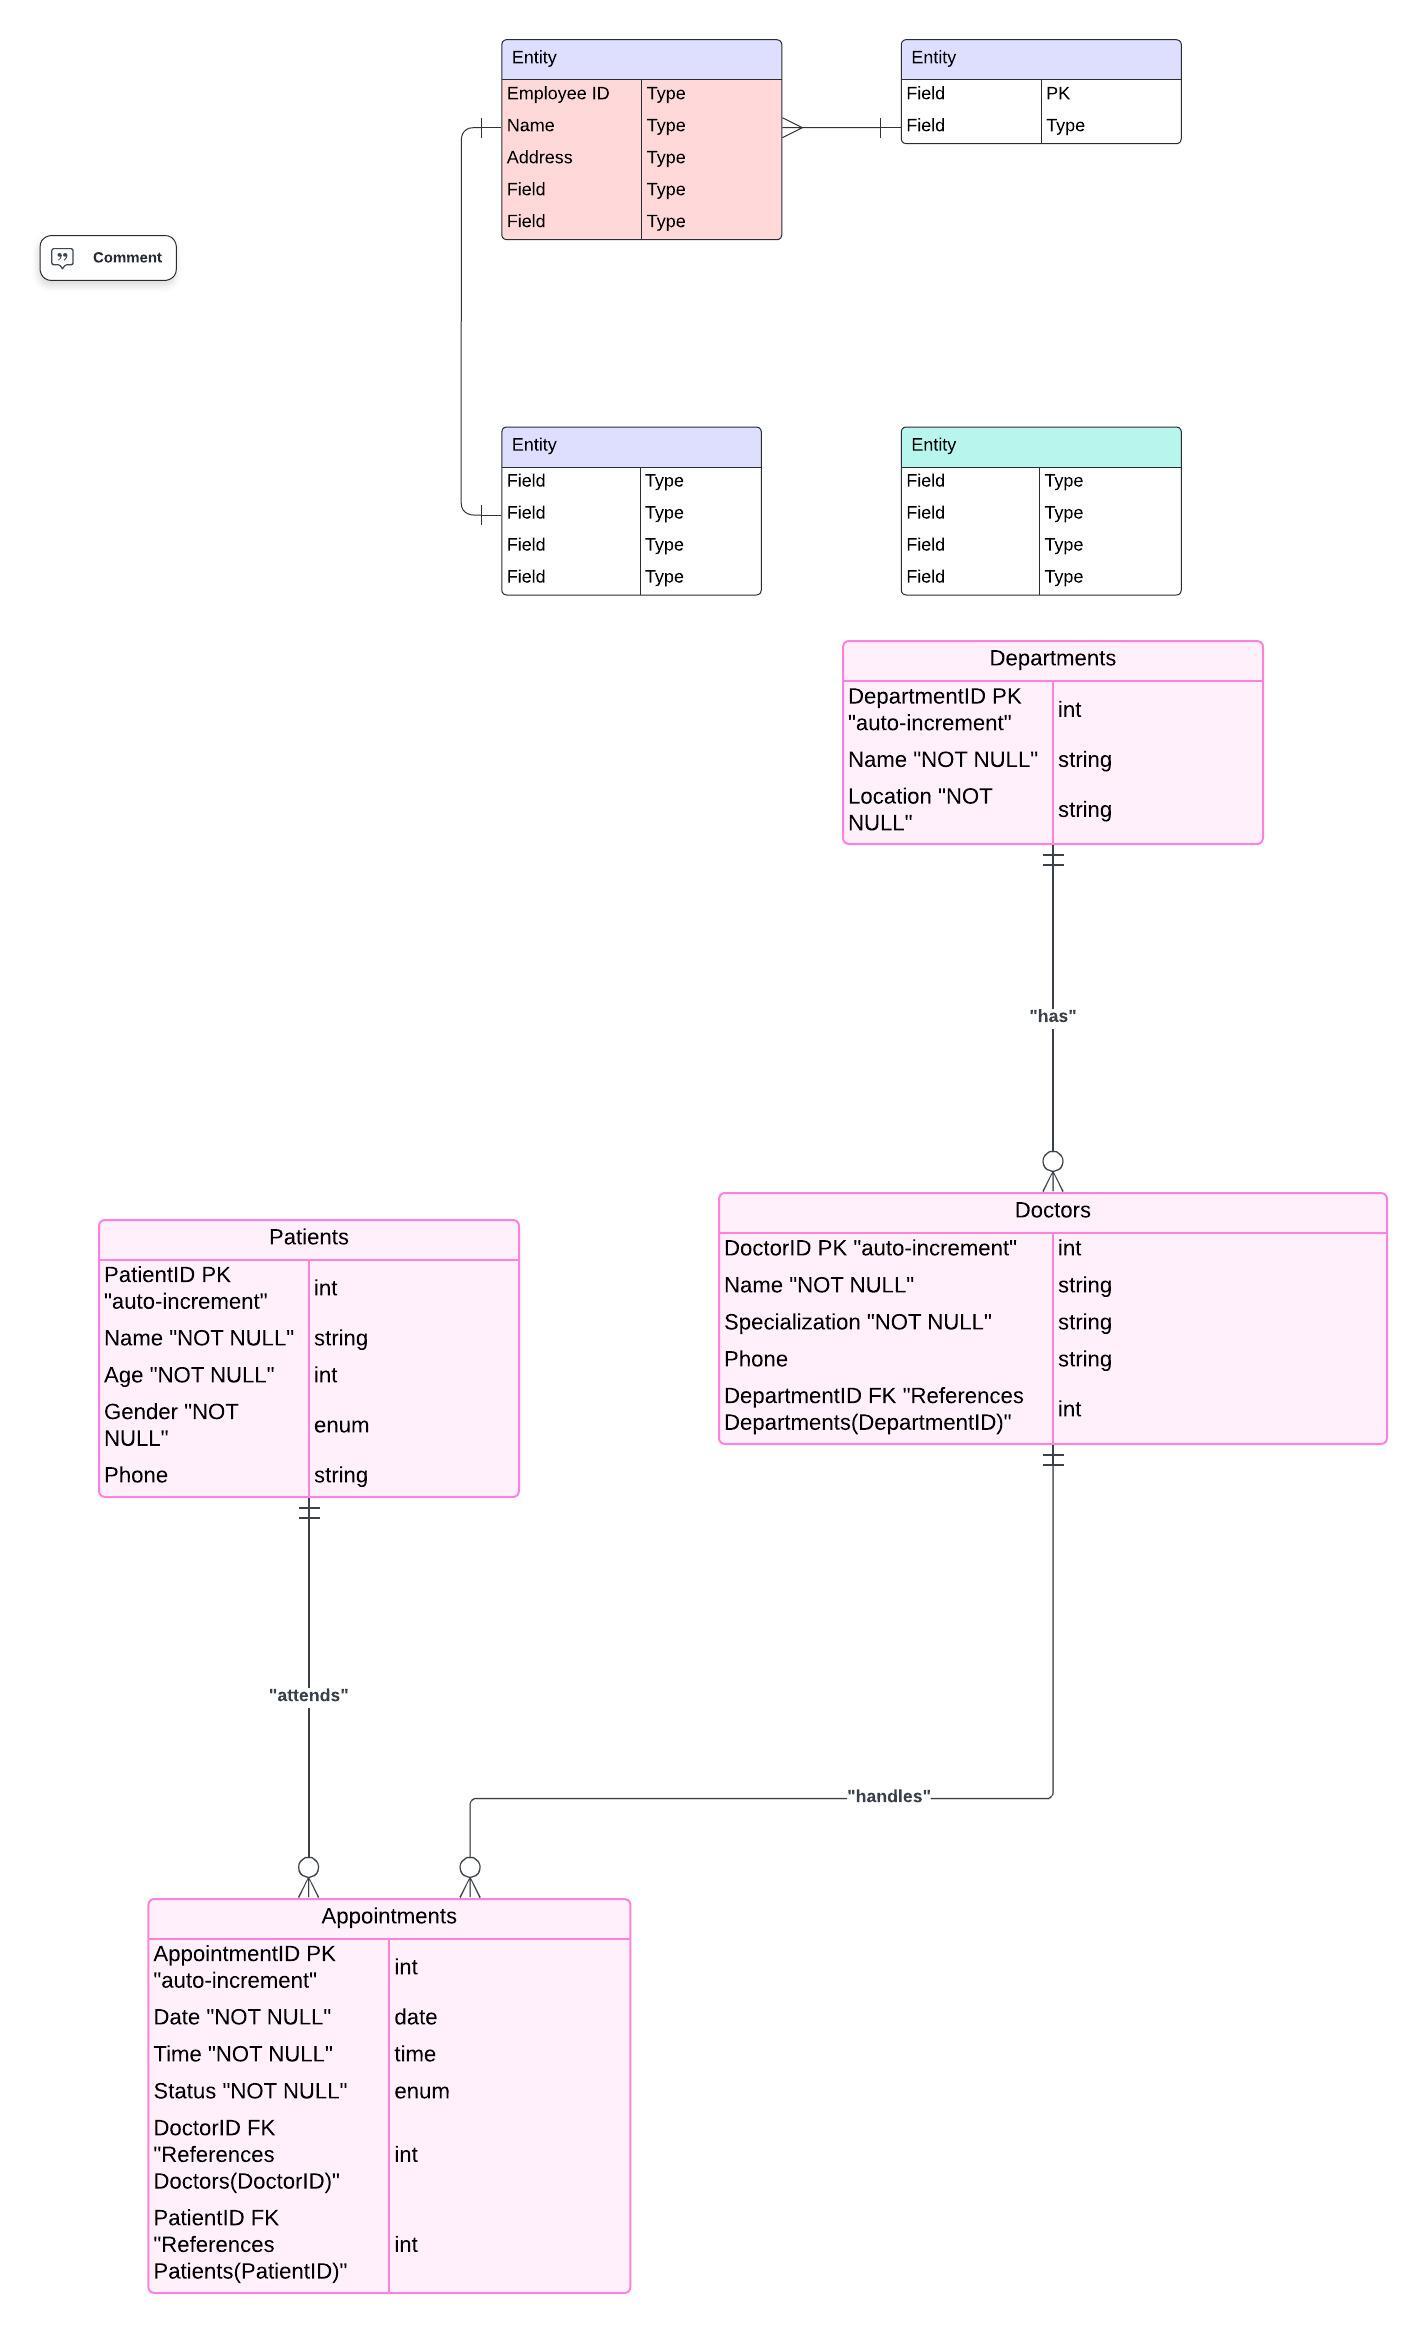 Entity
Employee ID Type
Name Type
Address Type
Field Type
Field Type
Entity
Field PK
Field Type
Comment
Entity
Field Type
Field Type
Field Type
Field Type
Entity
Field Type
Field Type
Field Type
Field Type
Departments
DepartmentID PK
"auto-increment"
int
Name "NOT NULL" string
Location "NOT
NULL"
string
"has"
Doctors
DoctorID PK "auto-increment" int
Name "NOT NULL" string
Specialization "NOT NULL" string
Phone string
DepartmentID FK "References
Departments(DepartmentID)"
int
Patients
PatientID PK
"auto-increment"
int
Name "NOT NULL" string
Age "NOT NULL" int
Gender "NOT
NULL"
enum
Phone string
"attends"
"handles"
Appointments
AppointmentID PK
"auto-increment"
int
Date "NOT NULL" date
Time "NOT NULL" time
Status "NOT NULL" enum
DoctorID FK
"References
Doctors(DoctorID)"
int
PatientID FK
"References
Patients(PatientID)"
int